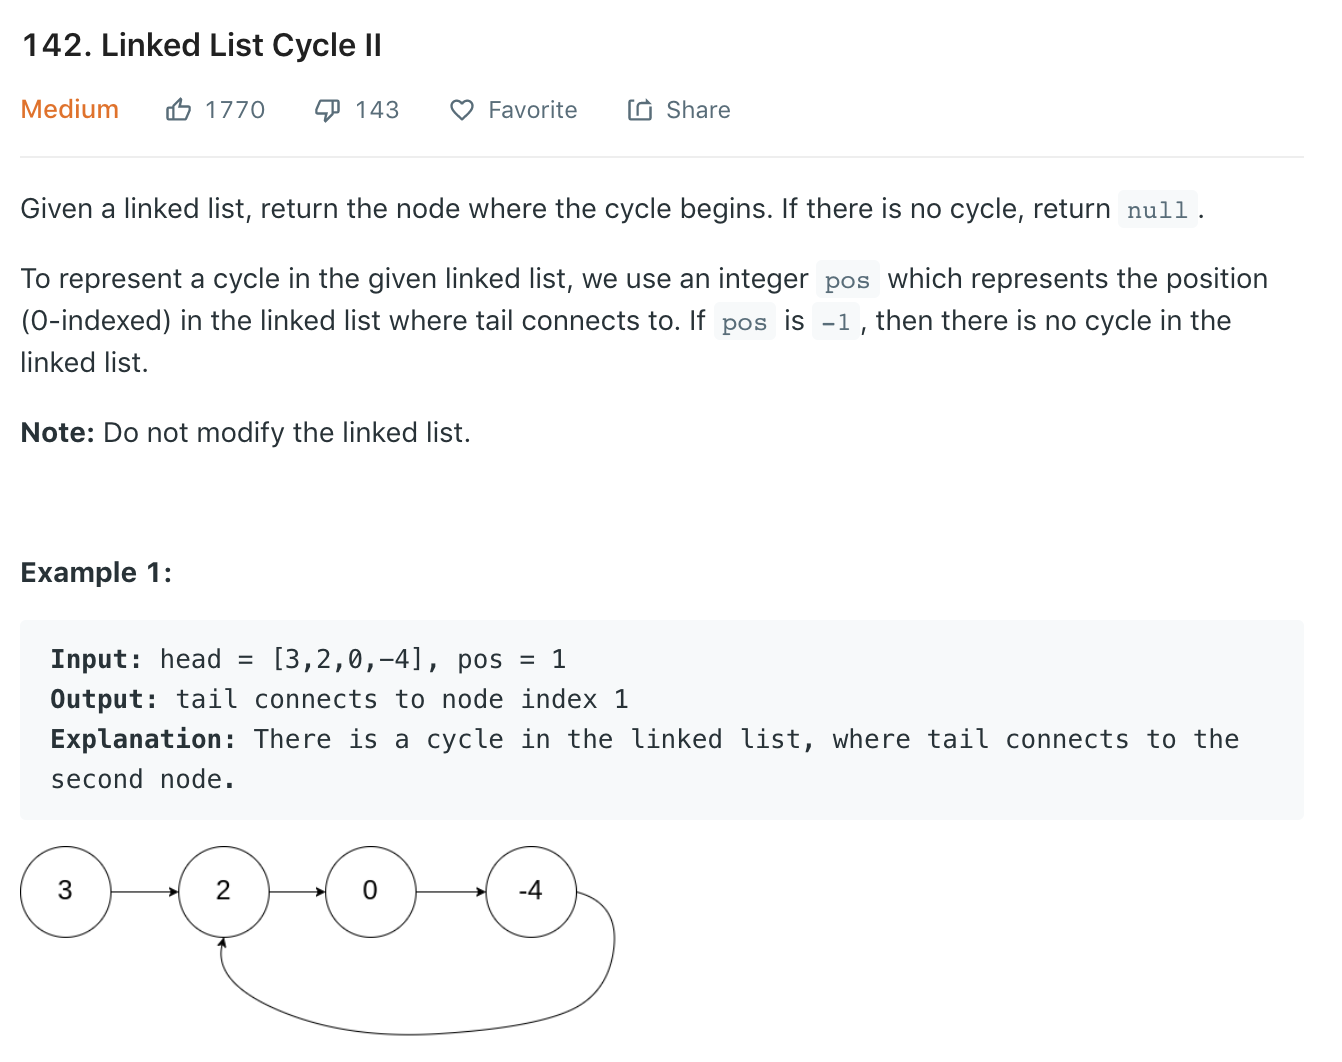 142. Linked List Cycle II
Medium 1770 143 Favorite Share
Given a linked list, return the node where the cycle begins. If there is no cycle, return null .
To represent a cycle in the given linked list, we use an integer pos which represents the position
(0-indexed) in the linked list where tail connects to. If pos is -1 , then there is no cycle in the
linked list.
Note: Do not modify the linked list.
Example 1:
Input: head = [3,2,0,-4], pos = 1
Output: tail connects to node index 1
Explanation: There is a cycle in the linked list, where tail connects to the
second node.
3 2 0 -4